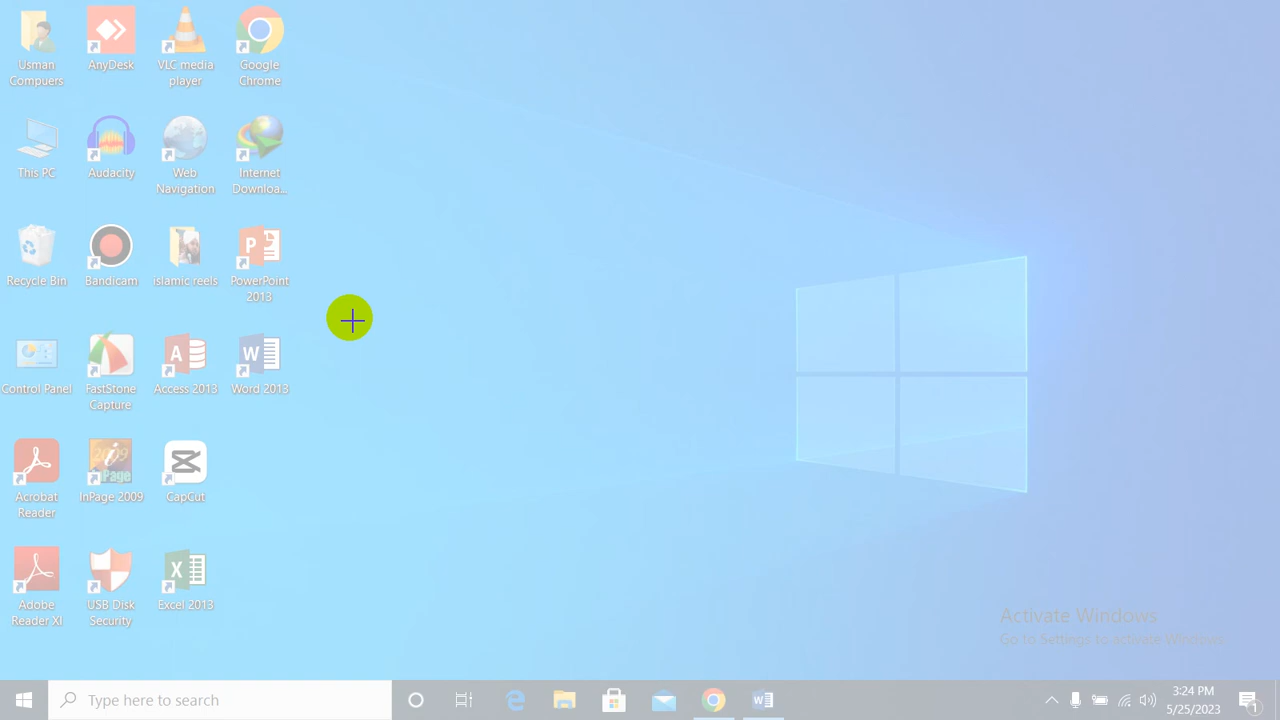 Usman
Compuers
AnyDesk
VLC media
player
Google
Chrome
This PC
Audacity
Web
Navigation
Internet
Downloa...
Recycle Bin
Bandicam
islamic reels
PowerPoint
2013
Control Panel
FastStone
Capture
Access 2013
Word 2013
Acrobat
Reader
InPage 2009
CapCut
Adobe
Reader XI
USB Disk
Security
Excel 2013
Activate Windows
Go to Settings to activate Windows.
Type here to search
3:24 PM
5/25/2023
1